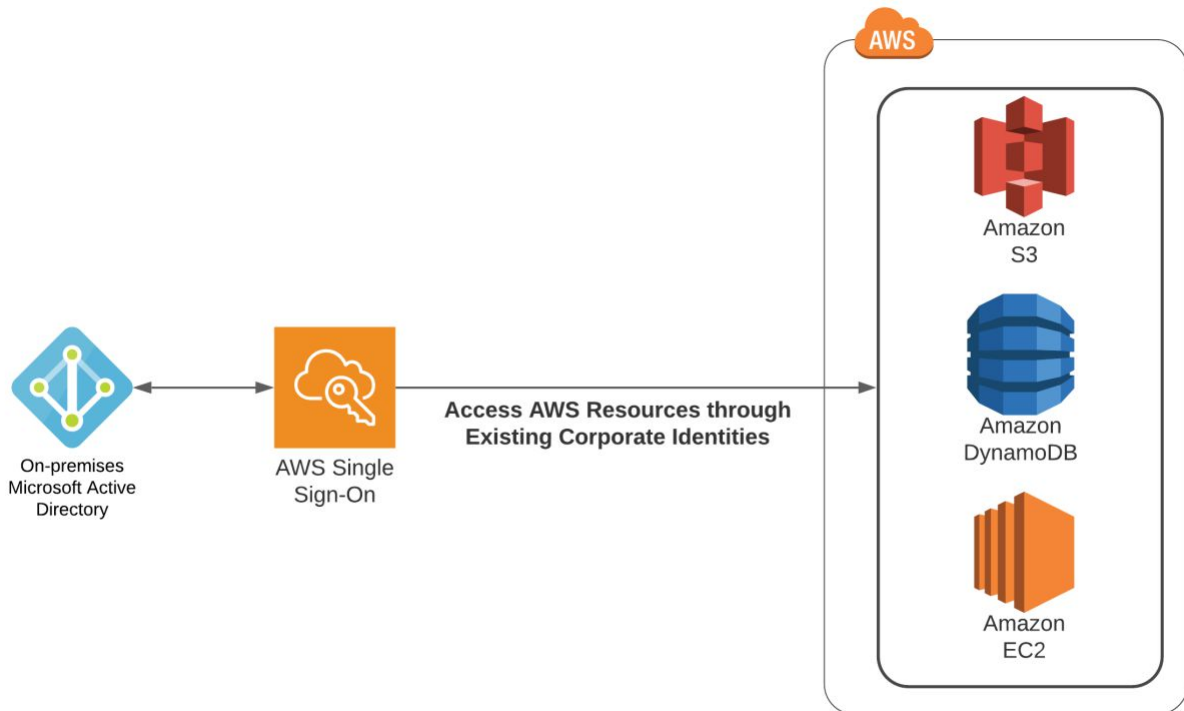 AWS
Amazon
S3
Amazon
DynamoDB
Amazon
EC2
On-premises
Microsoft Active
Directory
AWS Single
Sign-On
Access AWS Resources through
Existing Corporate Identities